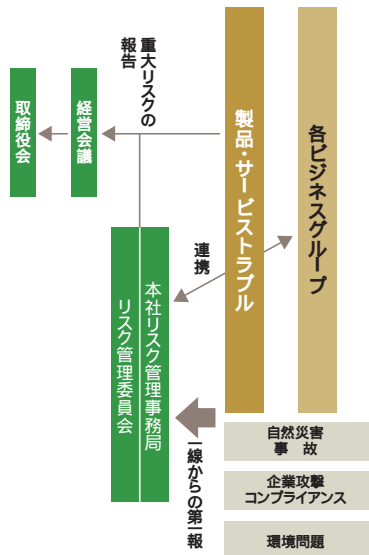 重大リスクの
報告
取締役会
経営会議
製品・サービストラブル
各ビジネスグループ
連携
本社リスク管理事務局
リスク管理委員会
一線からの第一報
自然災害
事 故
企業攻撃
コンプライアンス
環境問題